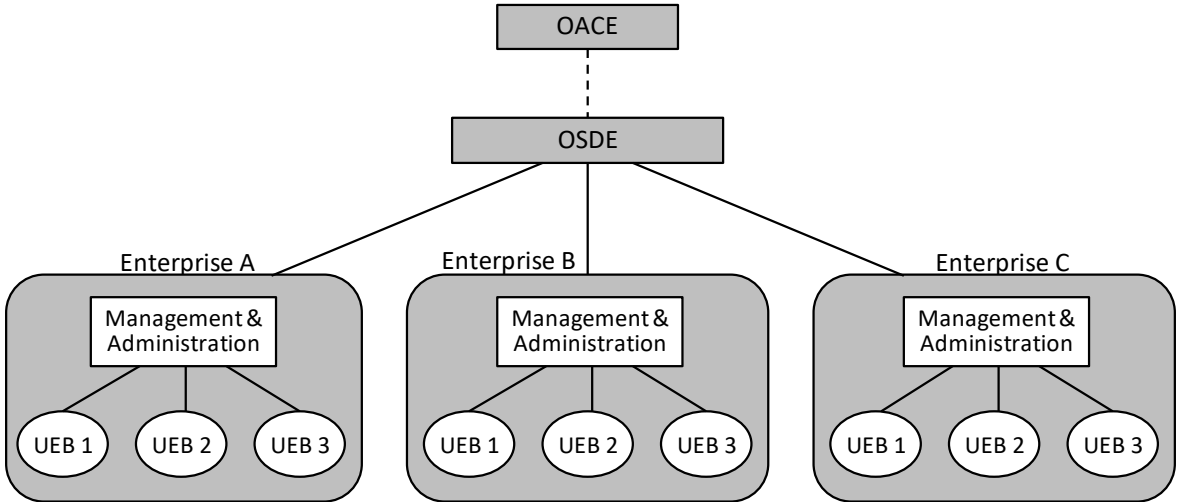 OACE
OSDE
Enterprise A
Enterprise B
Enterprise C
Management &
Administration
Management &
Administration
Management &
Administration
UEB 1
UEB 2
UEB 3
UEB 1
UEB 2
UEB 3
UEB 1
UEB 2
UEB 3